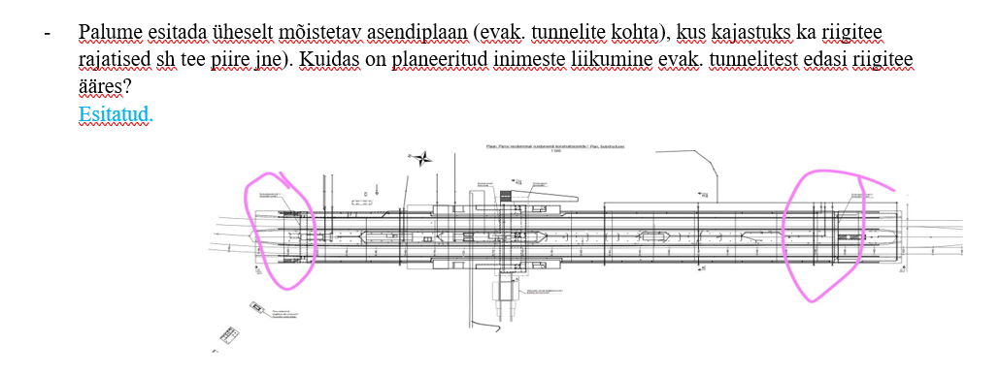 - Palume esitada üheselt mõistetav asendiplaan (evak. tunnelite kohta), kus kajastuks ka riigitee
rajatised sh tee piire jne). Kuidas on planeeritud inimeste liikumine evak. tunnelitest edasi riigitee
ääres?
Esitatud.